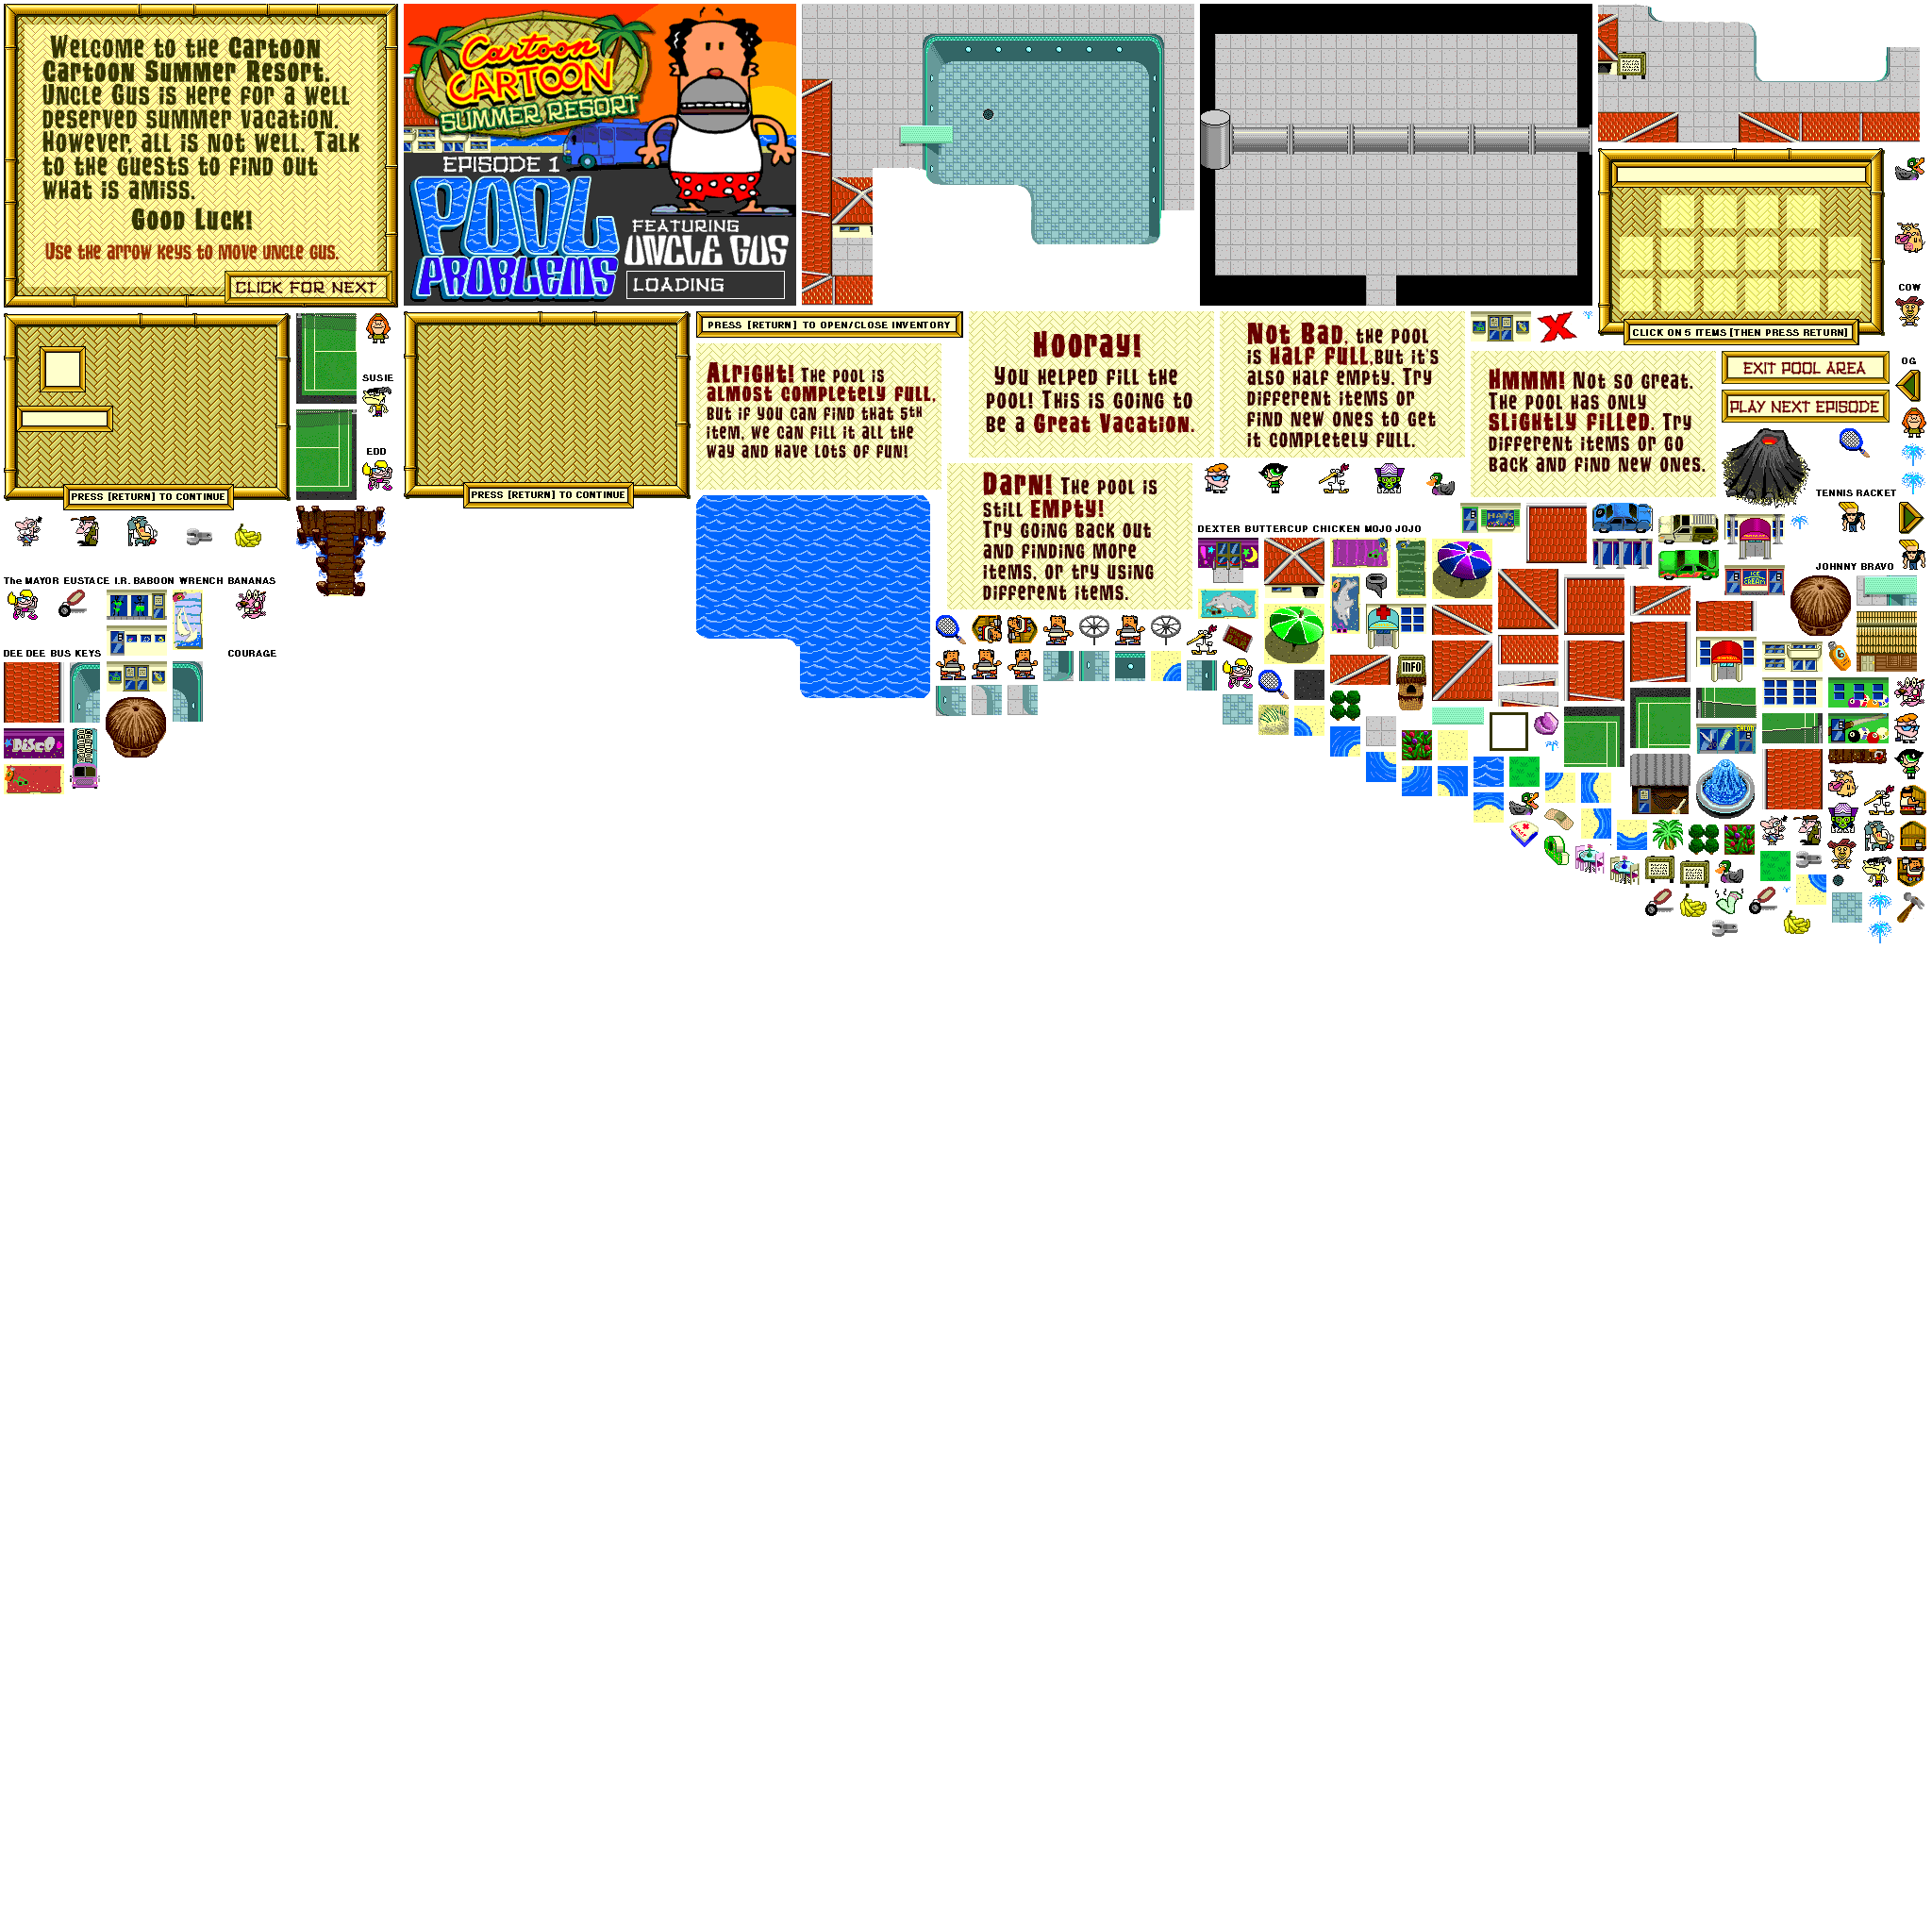 Welcome to the Cartoon
Cartoon Summer Resort.
Uncle Gus is here for a well
deserved summer vacation.
However, all is not well. Talk
to the guests to find out
what is amiss.
Good Luck!
Use the arrow keys to move Uncle Gus.
CLICK FOR NEXT
Cartoon
CARTOON
SUMMER RESORT
EPISODE 1
POOL
PROBLEMS
FEATURING
UNCLE GUS
LOADING
COW
CLICK ON 5 ITEMS [THEN PRESS RETURN]
PRESS [RETURN] TO CONTINUE
SUSIE
EDD
PRESS [RETURN] TO CONTINUE
PRESS [RETURN] TO OPEN/CLOSE INVENTORY
Alright! The pool is
almost completely full,
But if you can find that 5th
item, we can fill it all the
way and have lots of fun!
Hooray!
You helped fill the
pool! This is going to
be a Great Vacation.
Not Bad, the pool
is half full,But it's
also half empty. Try
different items or
find new ones to get
it completely full.
Darn! The pool is
still EMPTY!
Try going back out
and finding more
items, or try using
different items.
Hmmm! Not so great.
The pool has only
slightly filled. Try
different items or go
back and find new ones.
EXIT POOL AREA
PLAY NEXT EPISODE
OG
TENNIS RACKET
JOHNNY BRAVO
DEXTER BUTTERCUP CHICKEN MOJO JOJO
The MAYOR EUSTACE I.R. BABOON WRENCH BANANAS
DEE DEE BUS KEYS
COURAGE
DISCO
CARTOON NETWORK
HATS
ICE CREAM
INFO